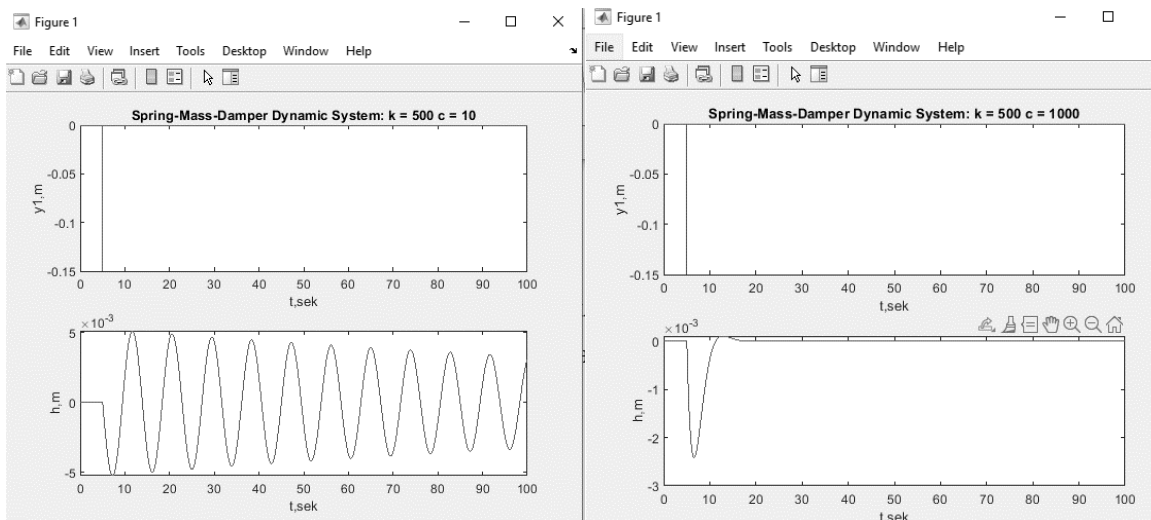 Figure 1
File Edit View Insert Tools Desktop Window Help
Spring-Mass-Damper Dynamic System: k = 500 c = 10
0
-0.05
-0.1
-0.15
y1,m
0 10 20 30 40 50 60 70 80 90 100
t,sek
×10-3
5
0
-5
h,m
0 10 20 30 40 50 60 70 80 90 100
t,sek
Figure 1
File Edit View Insert Tools Desktop Window Help
Spring-Mass-Damper Dynamic System: k = 500 c = 1000
0
-0.05
-0.1
-0.15
y1,m
0 10 20 30 40 50 60 70 80 90 100
t,sek
×10-3
0
-1
-2
-3
h,m
0 10 20 30 40 50 60 70 80 90 100
t,sek